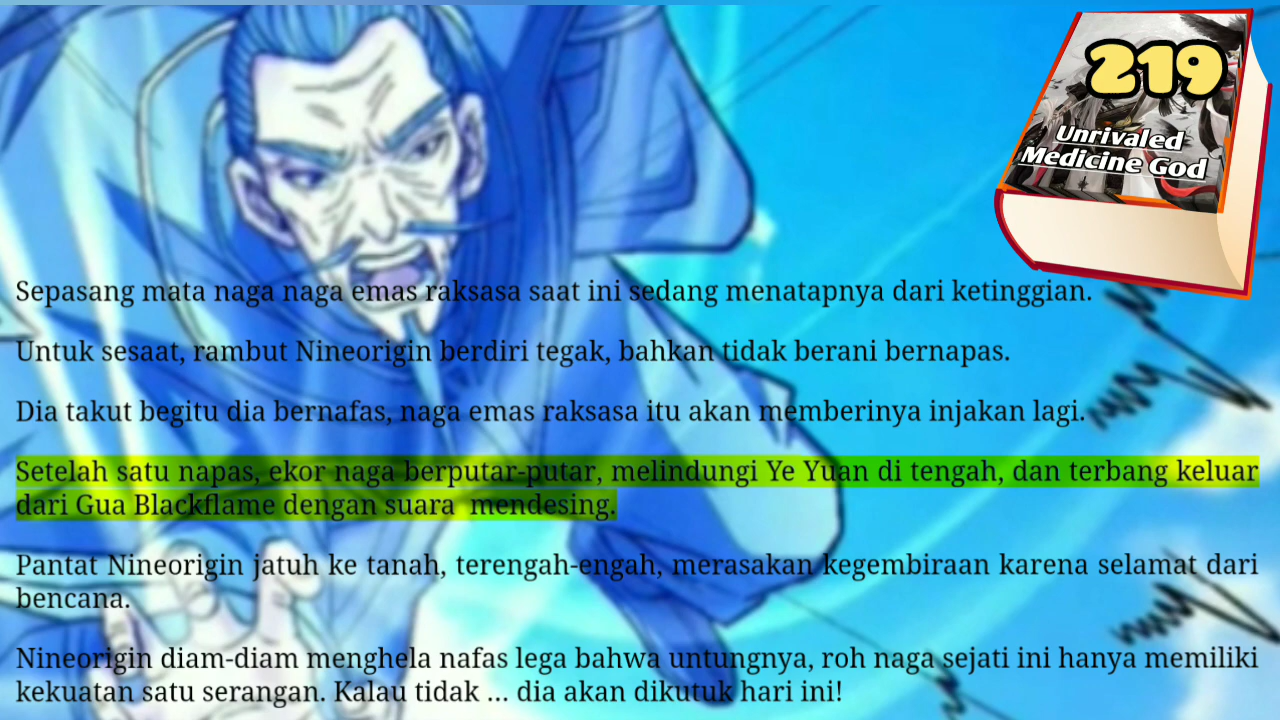 219
Unrivaled
Medicine God
Sepasang mata naga naga emas raksasa saat ini sedang menatapnya dari ketinggian.
Untuk sesaat, rambut Nineorigin berdiri tegak, bahkan tidak berani bernapas.
Dia takut begitu dia bernafas, naga emas raksasa itu akan memberinya injakan lagi.
Setelah satu napas, ekor naga berputar-putar, melindungi Ye Yuan di tengah, dan terbang keluar
dari Gua Blackflame dengan suara mendesing.
Pantat Nineorigin jatuh ke tanah, terengah-engah, merasakan kegembiraan karena selamat dari
bencana.
Nineorigin diam-diam menghela nafas lega bahwa untungnya, roh naga sejati ini hanya memiliki
kekuatan satu serangan. Kalau tidak ... dia akan dikutuk hari ini!